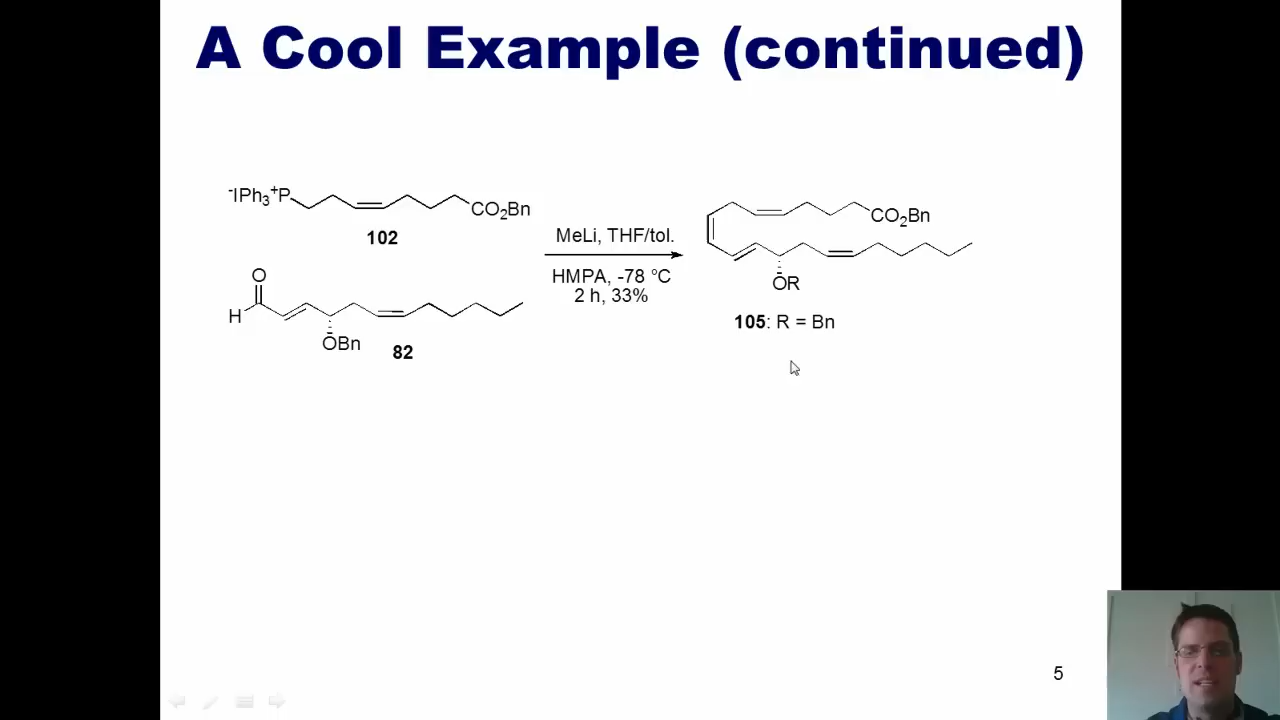 A Cool Example (continued)
⁻IPh₃⁺P
CO₂Bn
102
O
H
OBn
82
MeLi, THF/tol.
HMPA, -78 °C
2 h, 33%
CO₂Bn
OR
105: R = Bn
5